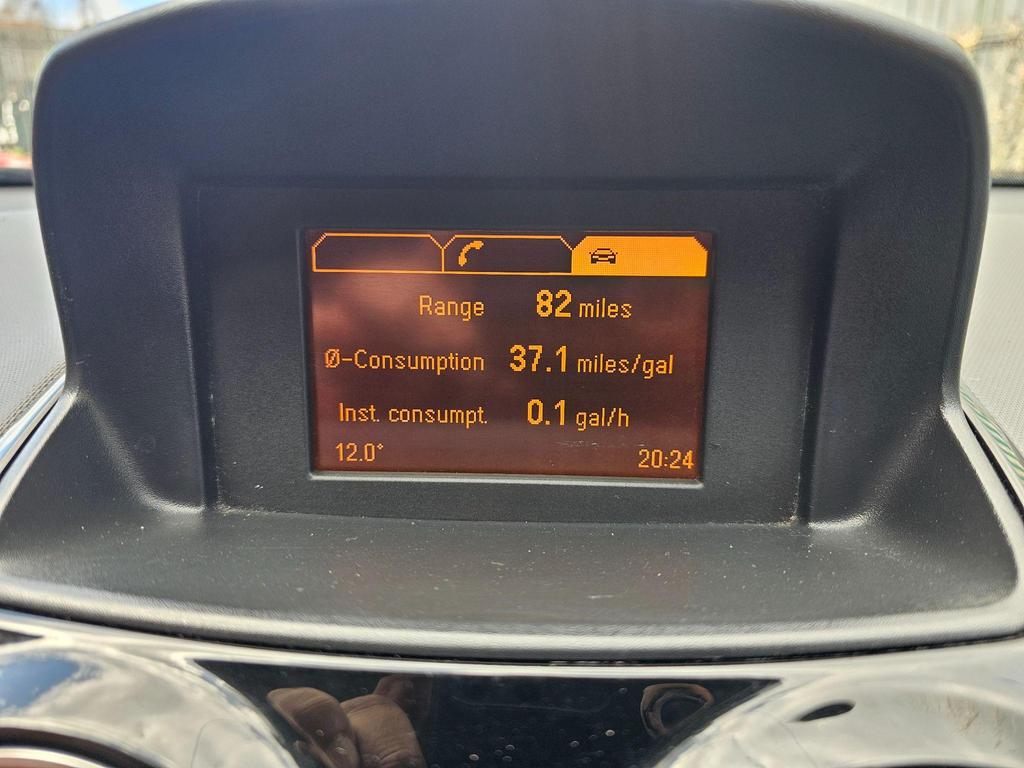 Range 82 miles
Ø-Consumption 37.1 miles/gal
Inst. consumpt. 0.1 gal/h
12.0° 20:24